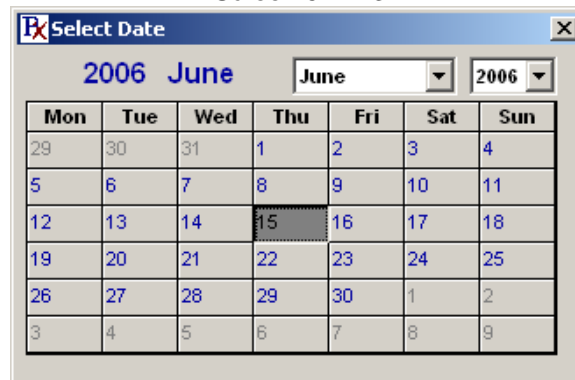 Select Date
2006 June June 2006
Mon Tue Wed Thu Fri Sat Sun
29 30 31 1 2 3 4
5 6 7 8 9 10 11
12 13 14 15 16 17 18
19 20 21 22 23 24 25
26 27 28 29 30 1 2
3 4 5 6 7 8 9